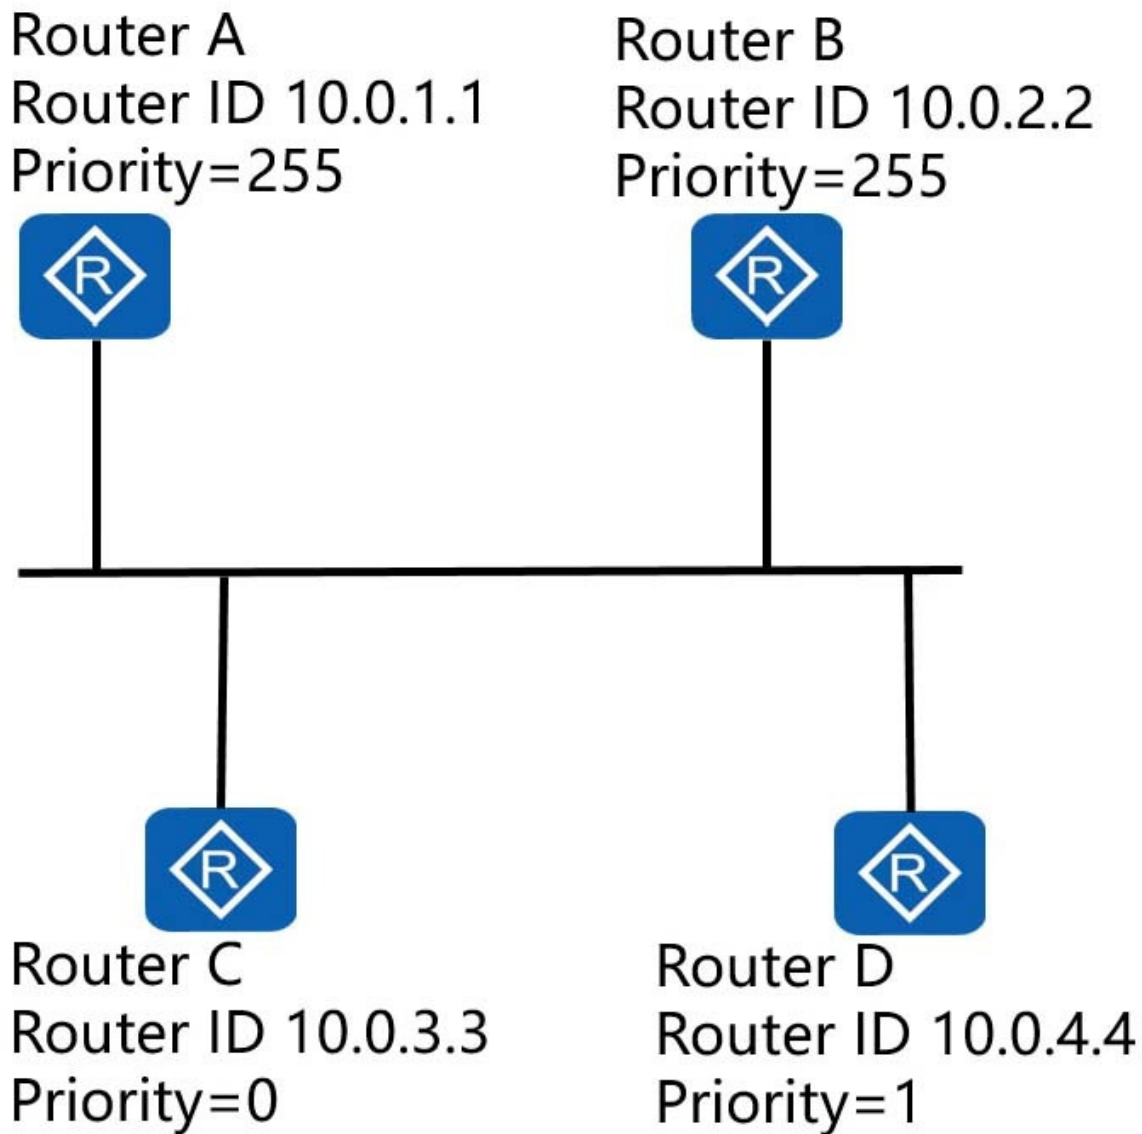 Router A
Router ID 10.0.1.1
Priority=255
Router B
Router ID 10.0.2.2
Priority=255
R
R
R
R
Router C
Router ID 10.0.3.3
Priority=0
Router D
Router ID 10.0.4.4
Priority=1